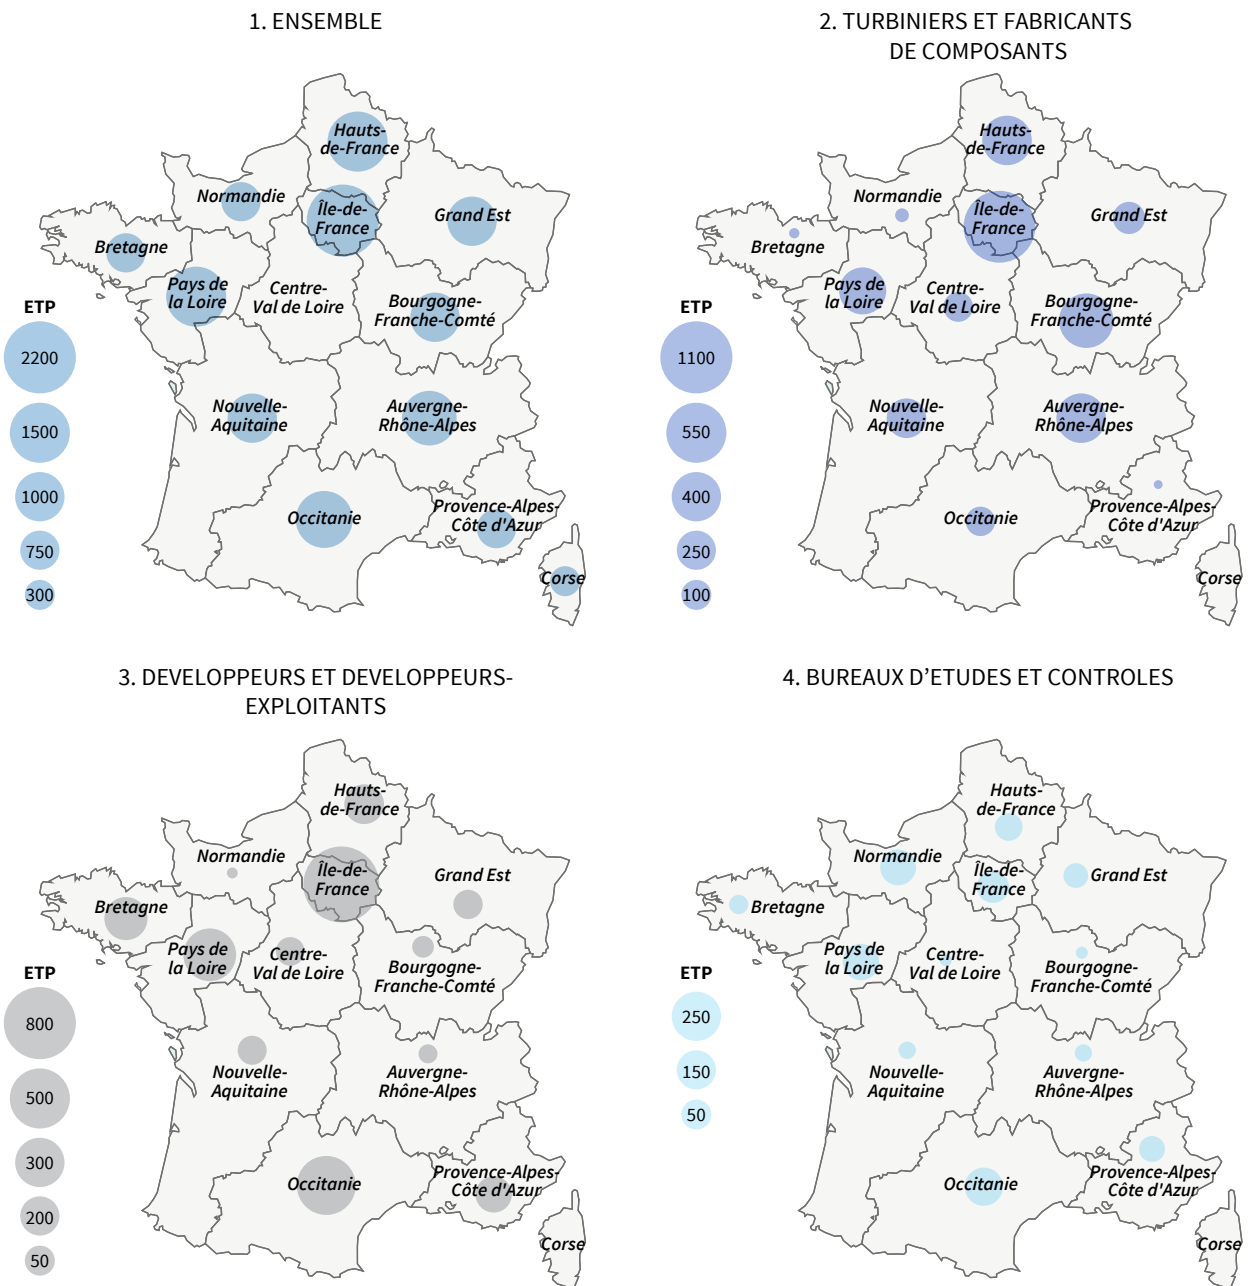 1. ENSEMBLE
Hauts-
de-France
Normandie
Île-de-
France
Grand Est
Bretagne
Pays de
la Loire
Centre-
Val de Loire
Bourgogne-
Franche-Comté
ETP
2200
1500
1000
750
300
Nouvelle-
Aquitaine
Auvergne-
Rhône-Alpes
Occitanie
Provence-Alpes-
Côte d'Azur
Corse
2. TURBINIERS ET FABRICANTS
DE COMPOSANTS
Hauts-
de-France
Normandie
Île-de-
France
Grand Est
Bretagne
Pays de
la Loire
Centre-
Val de Loire
Bourgogne-
Franche-Comté
ETP
1100
550
400
250
100
Nouvelle-
Aquitaine
Auvergne-
Rhône-Alpes
Occitanie
Provence-Alpes-
Côte d'Azur
Corse
3. DEVELOPPEURS ET DEVELOPPEURS-
EXPLOITANTS
Hauts-
de-France
Normandie
Île-de-
France
Grand Est
Bretagne
Pays de
la Loire
Centre-
Val de Loire
Bourgogne-
Franche-Comté
ETP
800
500
300
200
50
Nouvelle-
Aquitaine
Auvergne-
Rhône-Alpes
Occitanie
Provence-Alpes-
Côte d'Azur
Corse
4. BUREAUX D'ETUDES ET CONTROLES
Hauts-
de-France
Normandie
Île-de-
France
Grand Est
Bretagne
Pays de
la Loire
Centre-
Val de Loire
Bourgogne-
Franche-Comté
ETP
250
150
50
Nouvelle-
Aquitaine
Auvergne-
Rhône-Alpes
Occitanie
Provence-Alpes-
Côte d'Azur
Corse